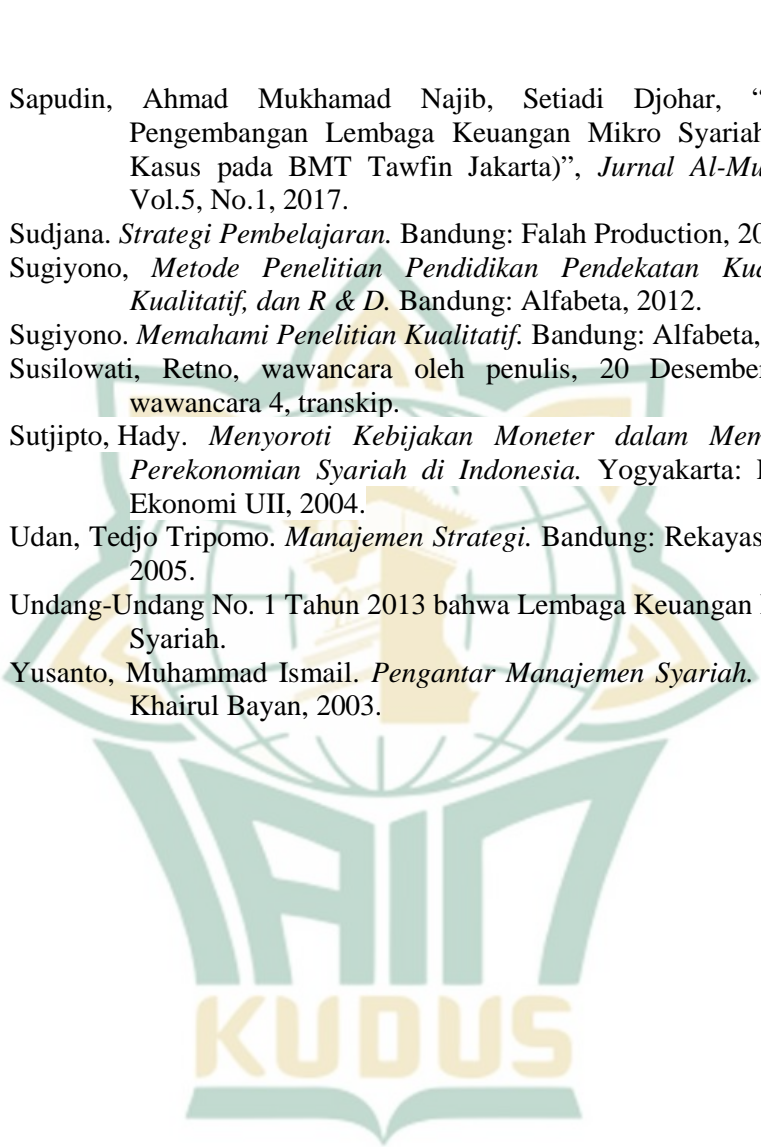 Sapudin, Ahmad Mukhamad Najib, Setiadi Djohar, “
Pengembangan Lembaga Keuangan Mikro Syariah
Kasus pada BMT Tawfin Jakarta)”, Jurnal Al-Mu
Vol.5, No.1, 2017.
Sudjana. Strategi Pembelajaran. Bandung: Falah Production, 20
Sugiyono, Metode Penelitian Pendidikan Pendekatan Kua
Kualitatif, dan R & D. Bandung: Alfabeta, 2012.
Sugiyono. Memahami Penelitian Kualitatif. Bandung: Alfabeta,
Susilowati, Retno, wawancara oleh penulis, 20 Desember
wawancara 4, transkip.
Sutjipto, Hady. Menyoroti Kebijakan Moneter dalam Mem
Perekonomian Syariah di Indonesia. Yogyakarta:
Ekonomi UII, 2004.
Udan, Tedjo Tripomo. Manajemen Strategi. Bandung: Rekayas
2005.
Undang-Undang No. 1 Tahun 2013 bahwa Lembaga Keuangan
Syariah.
Yusanto, Muhammad Ismail. Pengantar Manajemen Syariah.
Khairul Bayan, 2003.
IAIN
KUDUS